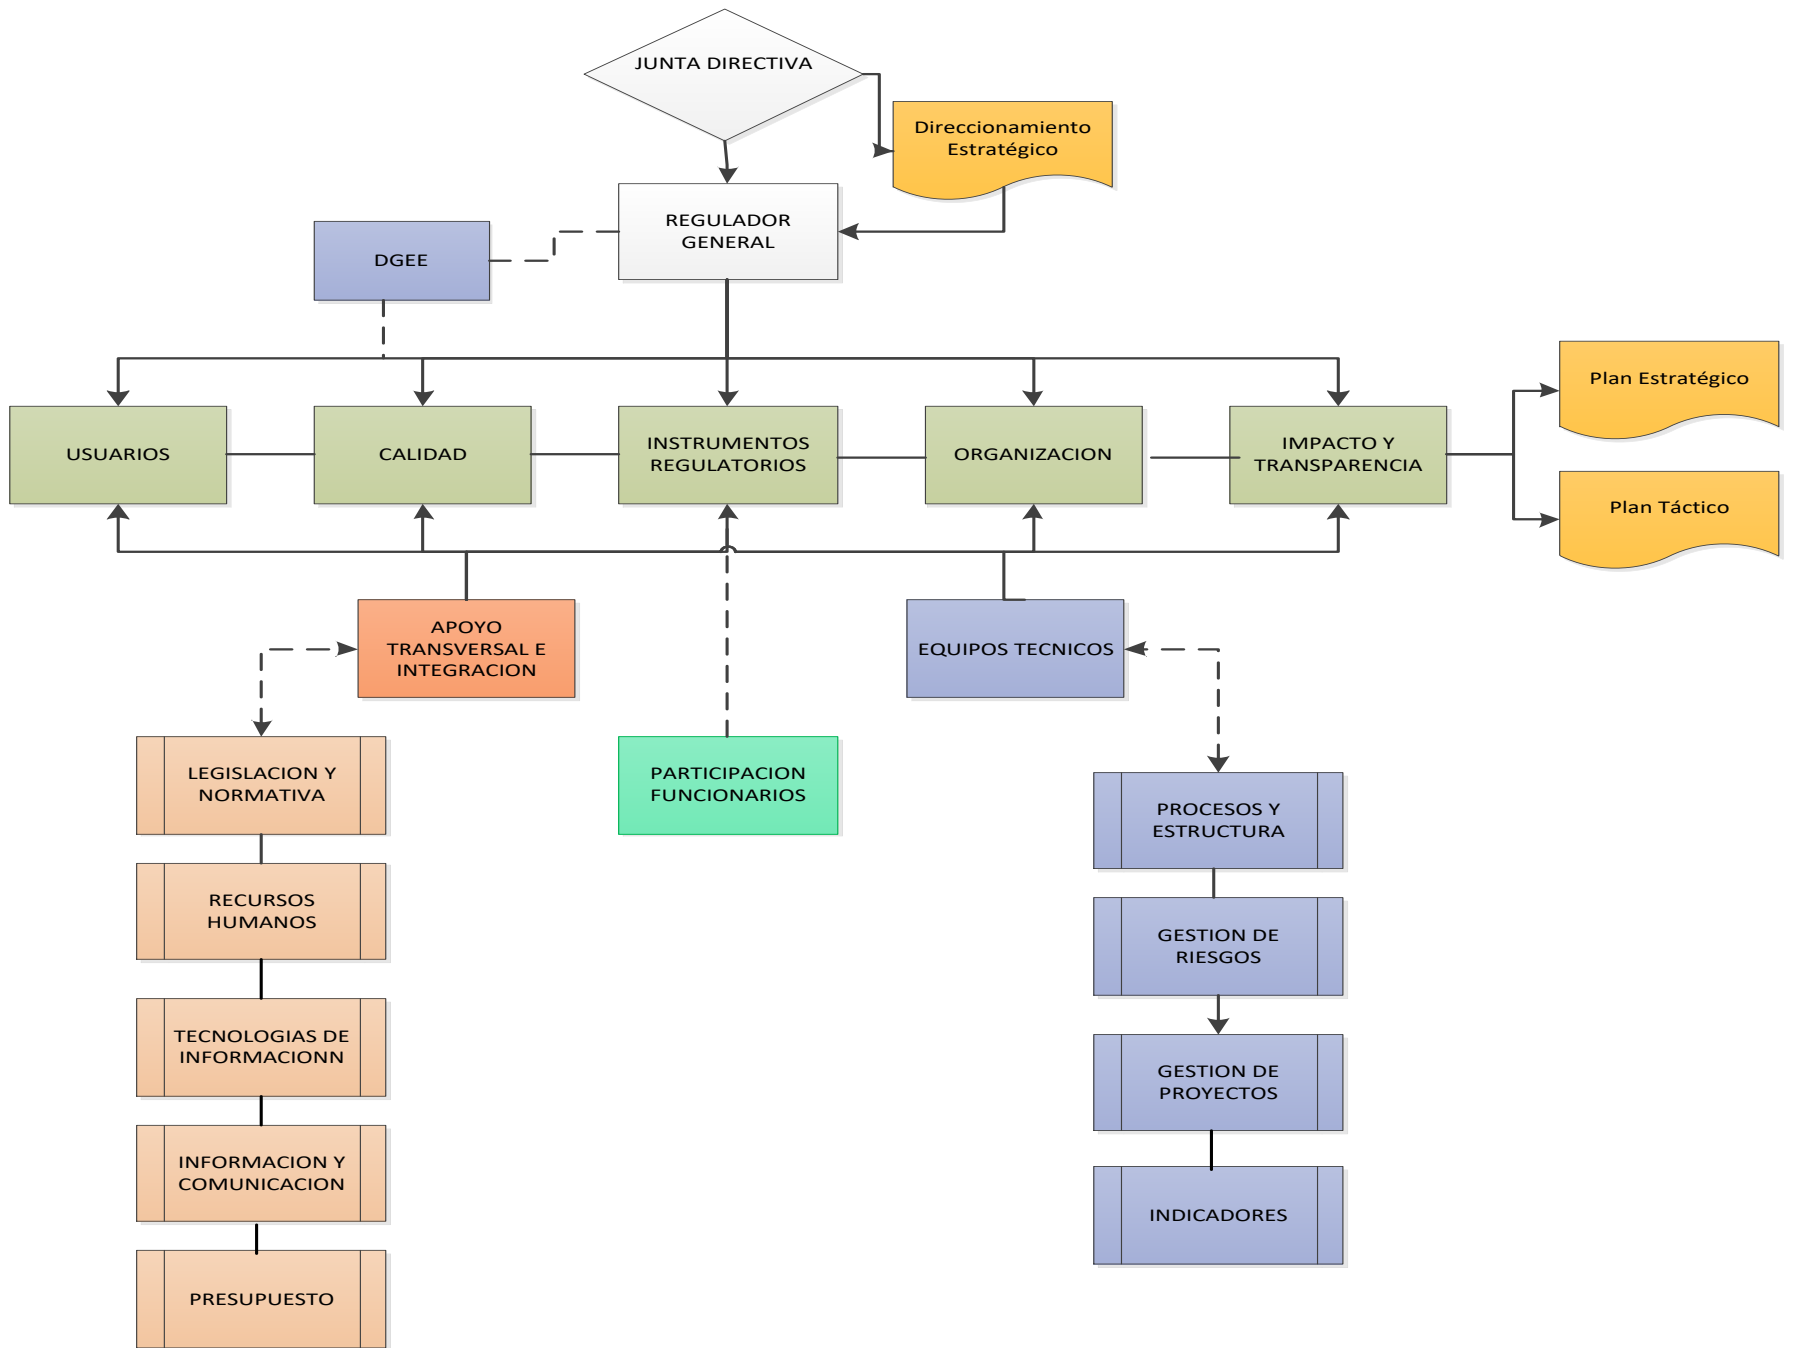 JUNTA DIRECTIVA
Direccionamiento
Estratégico
REGULADOR
GENERAL
DGEE
USUARIOS
CALIDAD
INSTRUMENTOS
REGULATORIOS
ORGANIZACION
IMPACTO Y
TRANSPARENCIA
Plan Estratégico
Plan Táctico
APOYO
TRANSVERSAL E
INTEGRACION
EQUIPOS TECNICOS
LEGISLACION Y
NORMATIVA
PARTICIPACION
FUNCIONARIOS
PROCESOS Y
ESTRUCTURA
RECURSOS
HUMANOS
GESTION DE
RIESGOS
TECNOLOGIAS DE
INFORMACIONN
GESTION DE
PROYECTOS
INFORMACION Y
COMUNICACION
INDICADORES
PRESUPUESTO